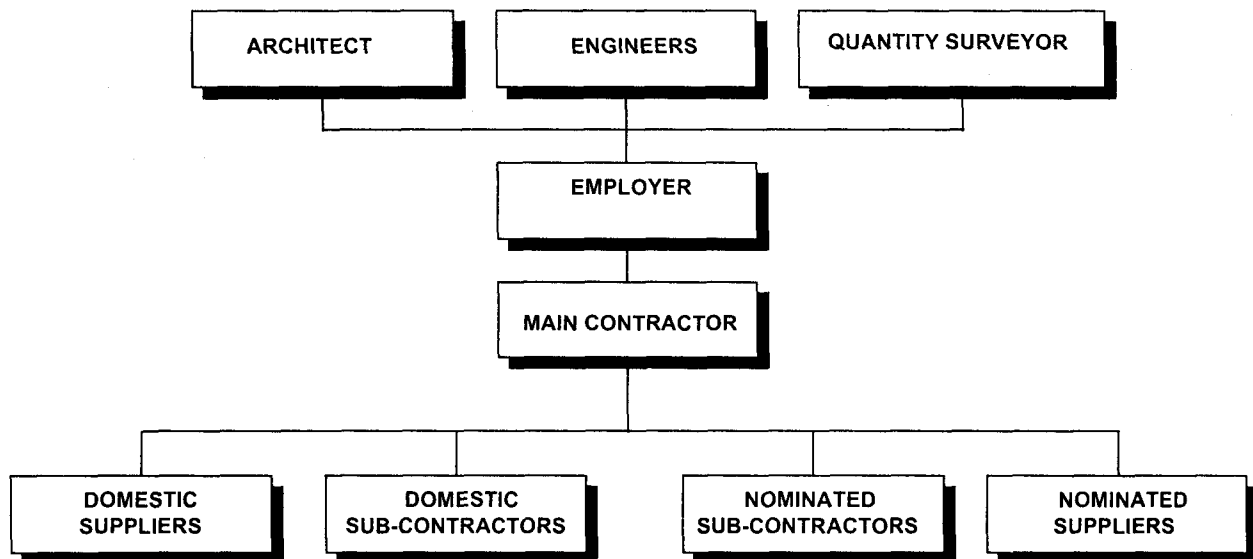 ARCHITECT
ENGINEERS
QUANTITY SURVEYOR
EMPLOYER
MAIN CONTRACTOR
DOMESTIC
SUPPLIERS
DOMESTIC
SUB-CONTRACTORS
NOMINATED
SUB-CONTRACTORS
NOMINATED
SUPPLIERS